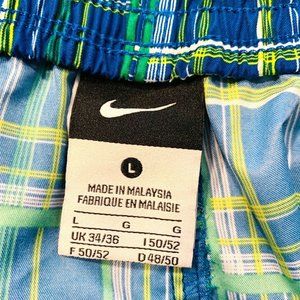 L
MADE IN MALAYSIA
FABRIQUE EN MALAISIE
L G G
UK 34/36 I 50/52
F 50/52 D 48/50